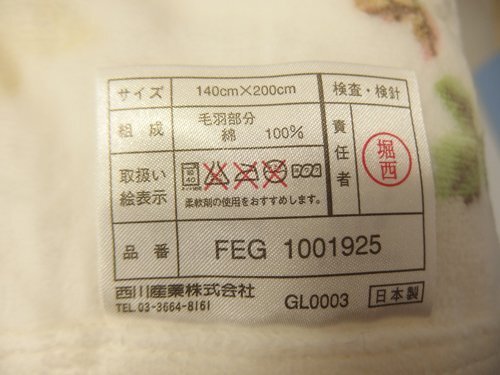 サイズ 140cm×200cm 検査・検針
組成 毛羽部分
綿 100%
責任者 堀西
取扱い
絵表示
40
柔軟剤の使用をおすすめします。
品番 FEG 1001925
西川産業株式会社 GL0003 日本製
TEL.03-3664-8161